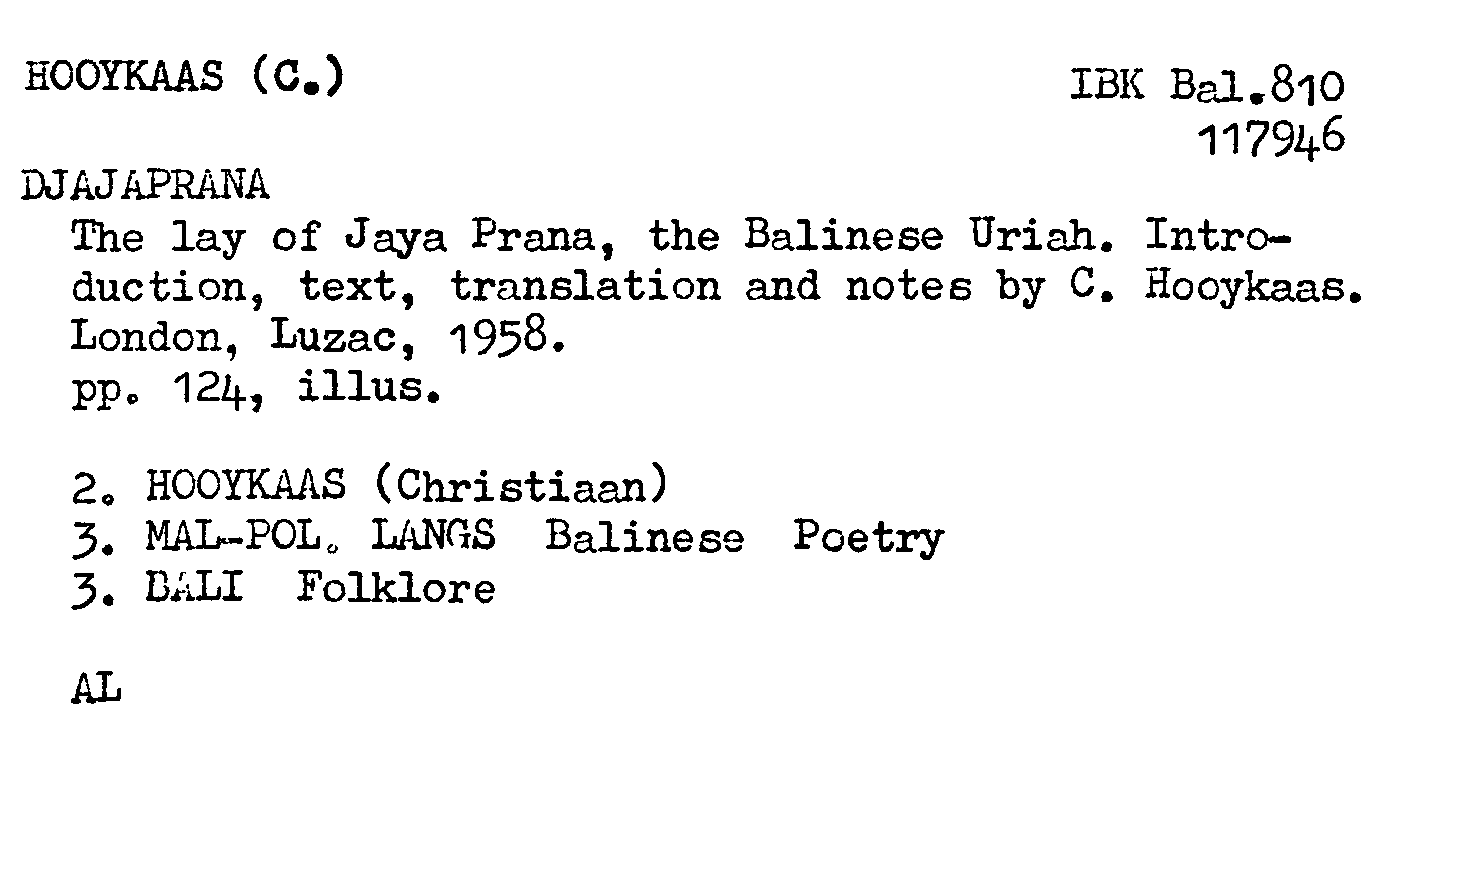 HOOYKAAS (C.)
IBK Bal.810
117946
DJAJAPRANA
The lay of Jaya Prana, the Balinese Uriah. Intro-
duction, text, translation and notes by C. Hooykaas.
London, Luzac, 1958.
pp. 124, illus.
2. HOOYKAAS (Christiaan)
3. MAL-POL. LANGS Balinese Poetry
3. BALI Folklore
AL